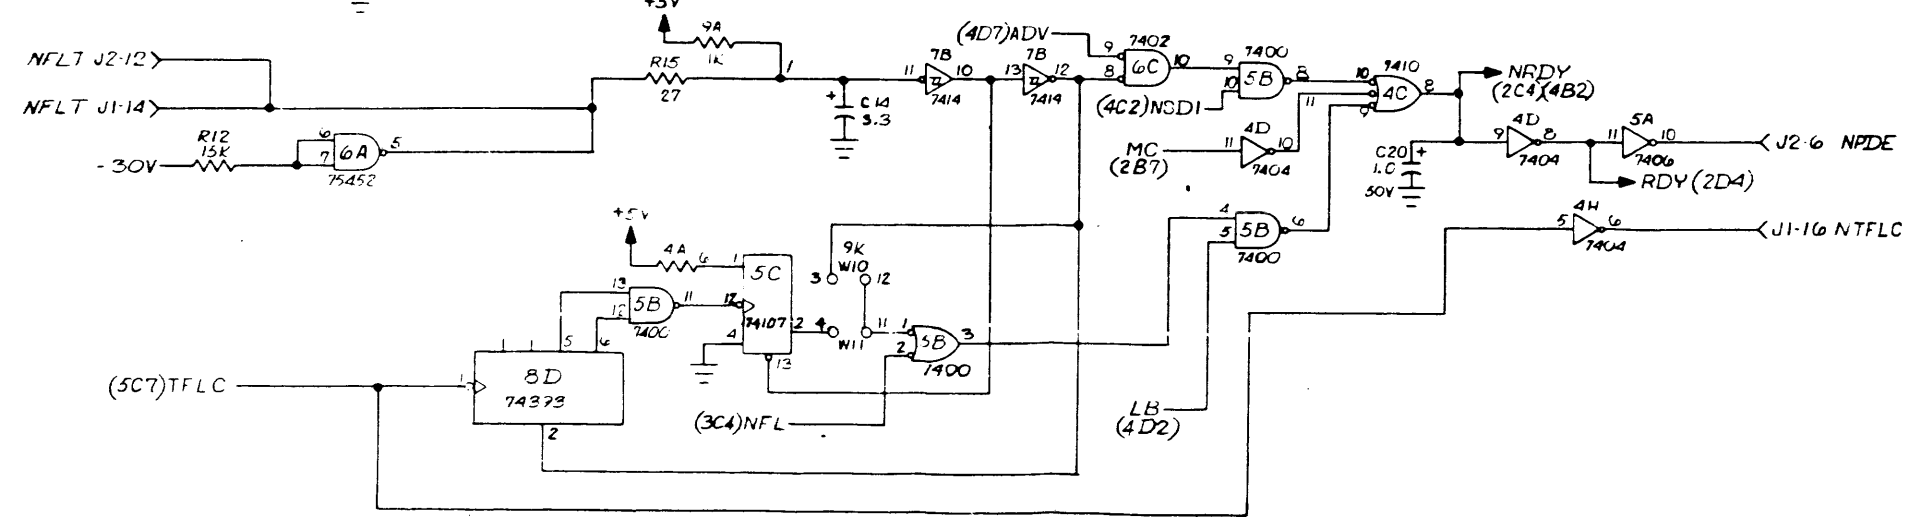 +5V
9A
1K
NFLT J2-12
NFLT J1-14
R15
27
1
+
C14
3.3
7B
11 10
7414
7B
13 12
7414
(4D7)ADV
7402
9
8
6C
10
7400
9
10
5B
8
(4C2)NSD1
7410
10
11
9
4C
8
NRDY
(2C4)(4B2)
R12
15K
-30V
6
7
6A
5
75452
MC
(2B7)
4D
11 10
7404
C20
1.0
50V
+
4D
9 8
7404
5A
11 10
7406
J2-6 NPDE
RDY (2D4)
+5V
4A
6
1
5C
12
74107
4
2
13
9K
3 W10 12
4 W11 11
1
2
5B
3
7400
4
5
5B
6
7400
4H
5 6
7404
J1-16 NTFLC
13
12
5B
11
7400
1 1 5 6
(5C7)TFLC
1
8D
74393
2
(3C4)NFL
LB
(4D2)